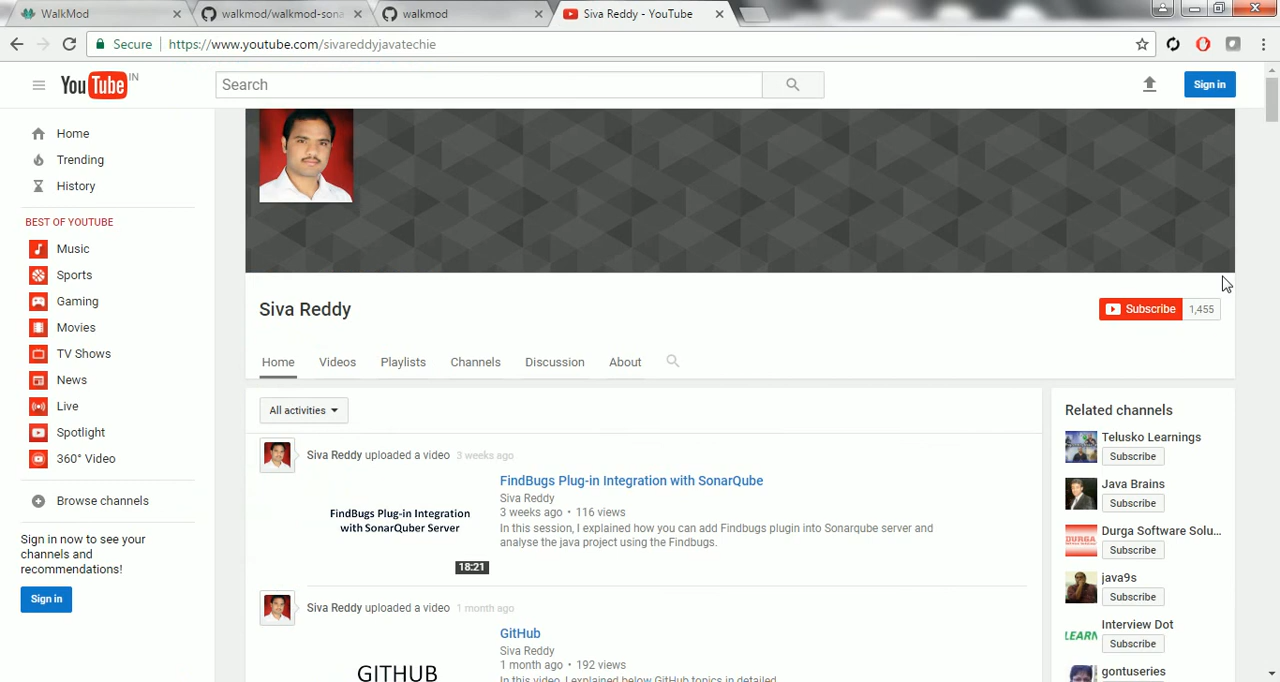 WalkMod
walkmod/walkmod-sona
walkmod
Siva Reddy - YouTube
Secure
https://www.youtube.com/sivareddyjavatechie
YouTube IN
Search
Sign in
Home
Trending
History
BEST OF YOUTUBE
Music
Sports
Gaming
Movies
TV Shows
News
Live
Spotlight
360° Video
Browse channels
Sign in now to see your
channels and
recommendations!
Sign in
Siva Reddy
Subscribe 1,455
Home Videos Playlists Channels Discussion About
All activities
Siva Reddy uploaded a video 3 weeks ago
FindBugs Plug-in Integration
with SonarQuber Server
18:21
FindBugs Plug-in Integration with SonarQube
Siva Reddy
3 weeks ago • 116 views
In this session, I explained how you can add Findbugs plugin into Sonarqube server and
analyse the java project using the Findbugs.
Siva Reddy uploaded a video 1 month ago
GITHUB
GitHub
Siva Reddy
1 month ago • 192 views
In this video, I explained below GitHub topics in detailed
Related channels
Telusko Learnings
Subscribe
Java Brains
Subscribe
DURGA
Durga Software Solu...
Subscribe
java9s
Subscribe
LEARN
Interview Dot
Subscribe
gontuseries